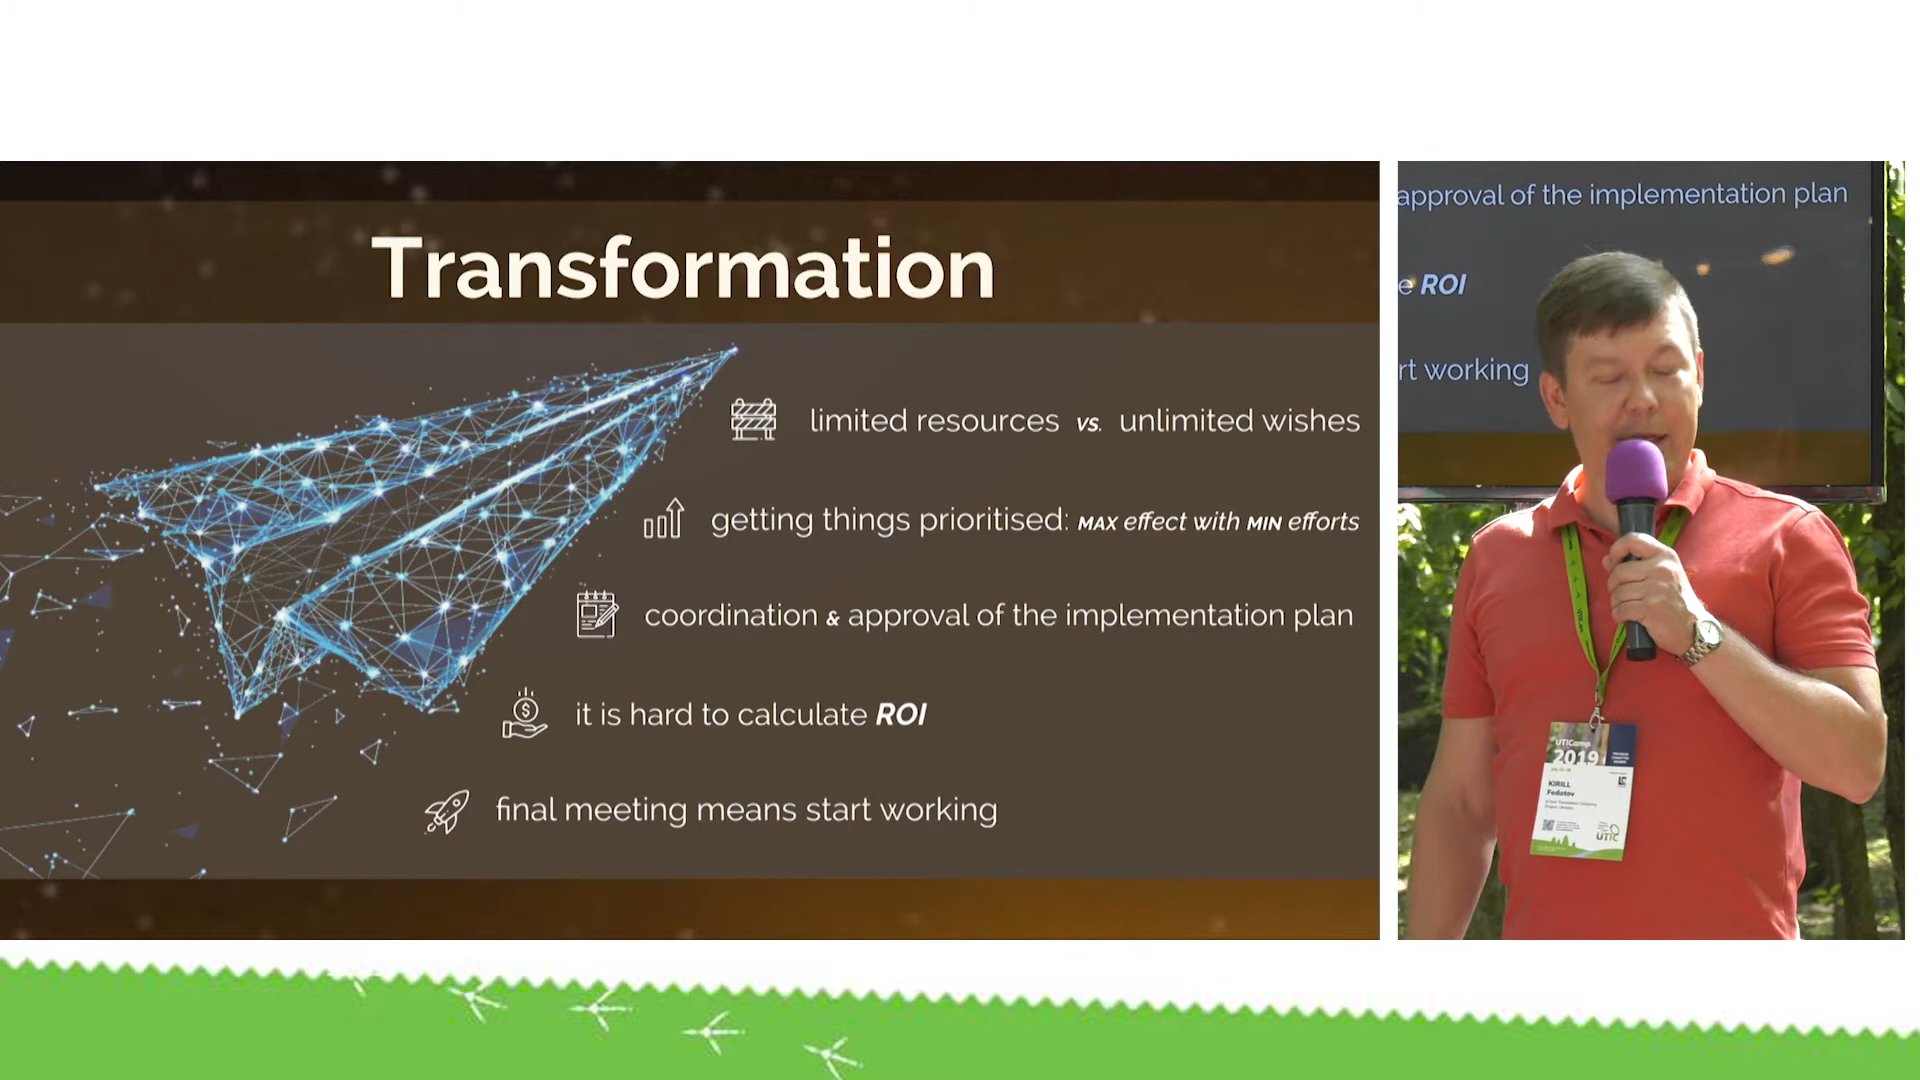 Transformation
limited resources vs. unlimited wishes
getting things prioritised: MAX effect with MIN efforts
coordination & approval of the implementation plan
it is hard to calculate ROI
final meeting means start working
approval of the implementation plan
e ROI
rt working
UTICamp
2019
KIRILL
Fedotov
UTIC